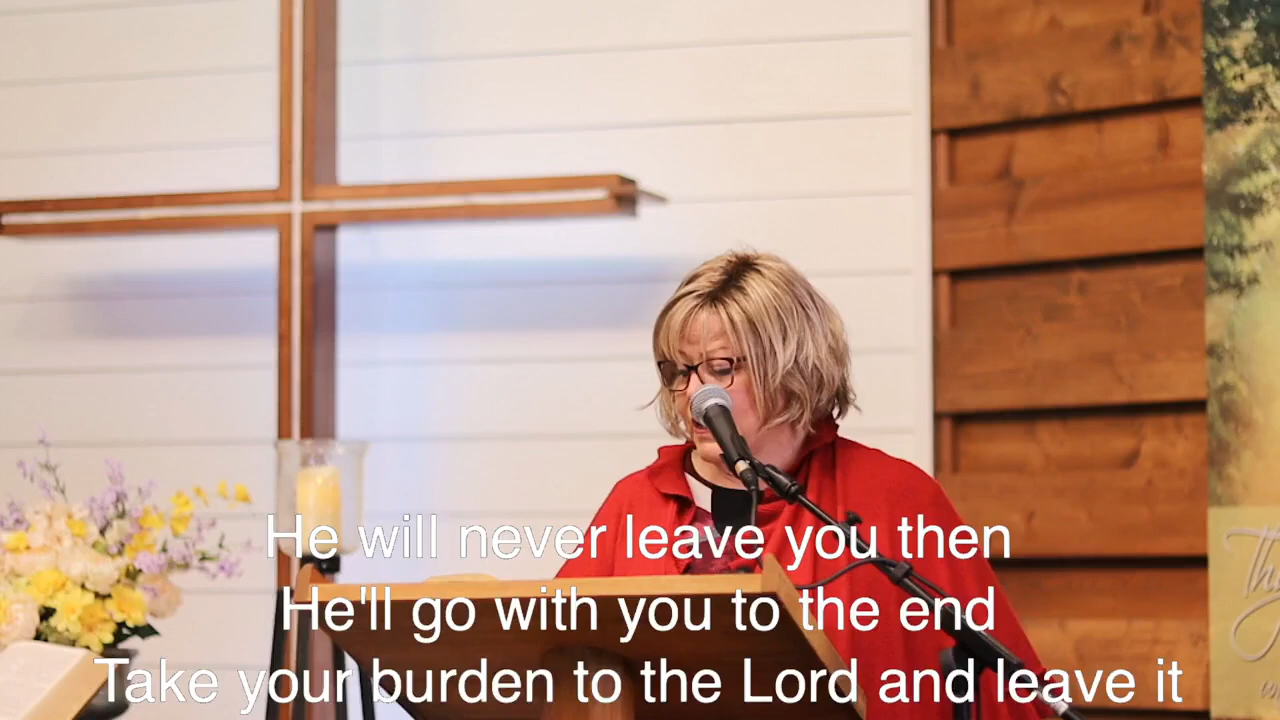 He will never leave you then
He'll go with you to the end
Take your burden to the Lord and leave it
Thy